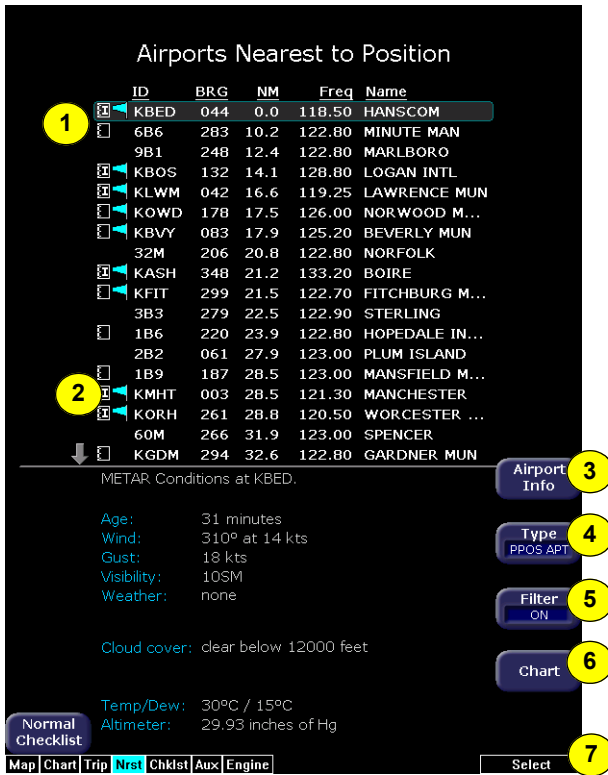 Airports Nearest to Position
ID BRG NM Freq Name
1
I KBED 044 0.0 118.50 HANSCOM
6B6 283 10.2 122.80 MINUTE MAN
9B1 248 12.4 122.80 MARLBORO
I KBOS 132 14.1 128.80 LOGAN INTL
I KLWM 042 16.6 119.25 LAWRENCE MUN
KOWD 178 17.5 126.00 NORWOOD M...
KBVY 083 17.9 125.20 BEVERLY MUN
32M 206 20.8 122.80 NORFOLK
I KASH 348 21.2 133.20 BOIRE
KFIT 299 21.5 122.70 FITCHBURG M...
3B3 279 22.5 122.90 STERLING
1B6 220 23.9 122.80 HOPEDALE IN...
2B2 061 27.9 123.00 PLUM ISLAND
1B9 187 28.5 123.00 MANSFIELD M...
2
I KMHT 003 28.5 121.30 MANCHESTER
I KORH 261 28.8 120.50 WORCESTER ...
60M 266 31.9 123.00 SPENCER
KGDM 294 32.6 122.80 GARDNER MUN
METAR Conditions at KBED.
Airport
Info
3
Age: 31 minutes
Wind: 310º at 14 kts
Gust: 18 kts
Visibility: 10SM
Weather: none
Type
PPOS APT
4
Filter
ON
5
Cloud cover: clear below 12000 feet
Chart
6
Temp/Dew: 30ºC / 15ºC
Altimeter: 29.93 inches of Hg
Normal
Checklist
Map Chart Trip Nrst Chklst Aux Engine
Select
7